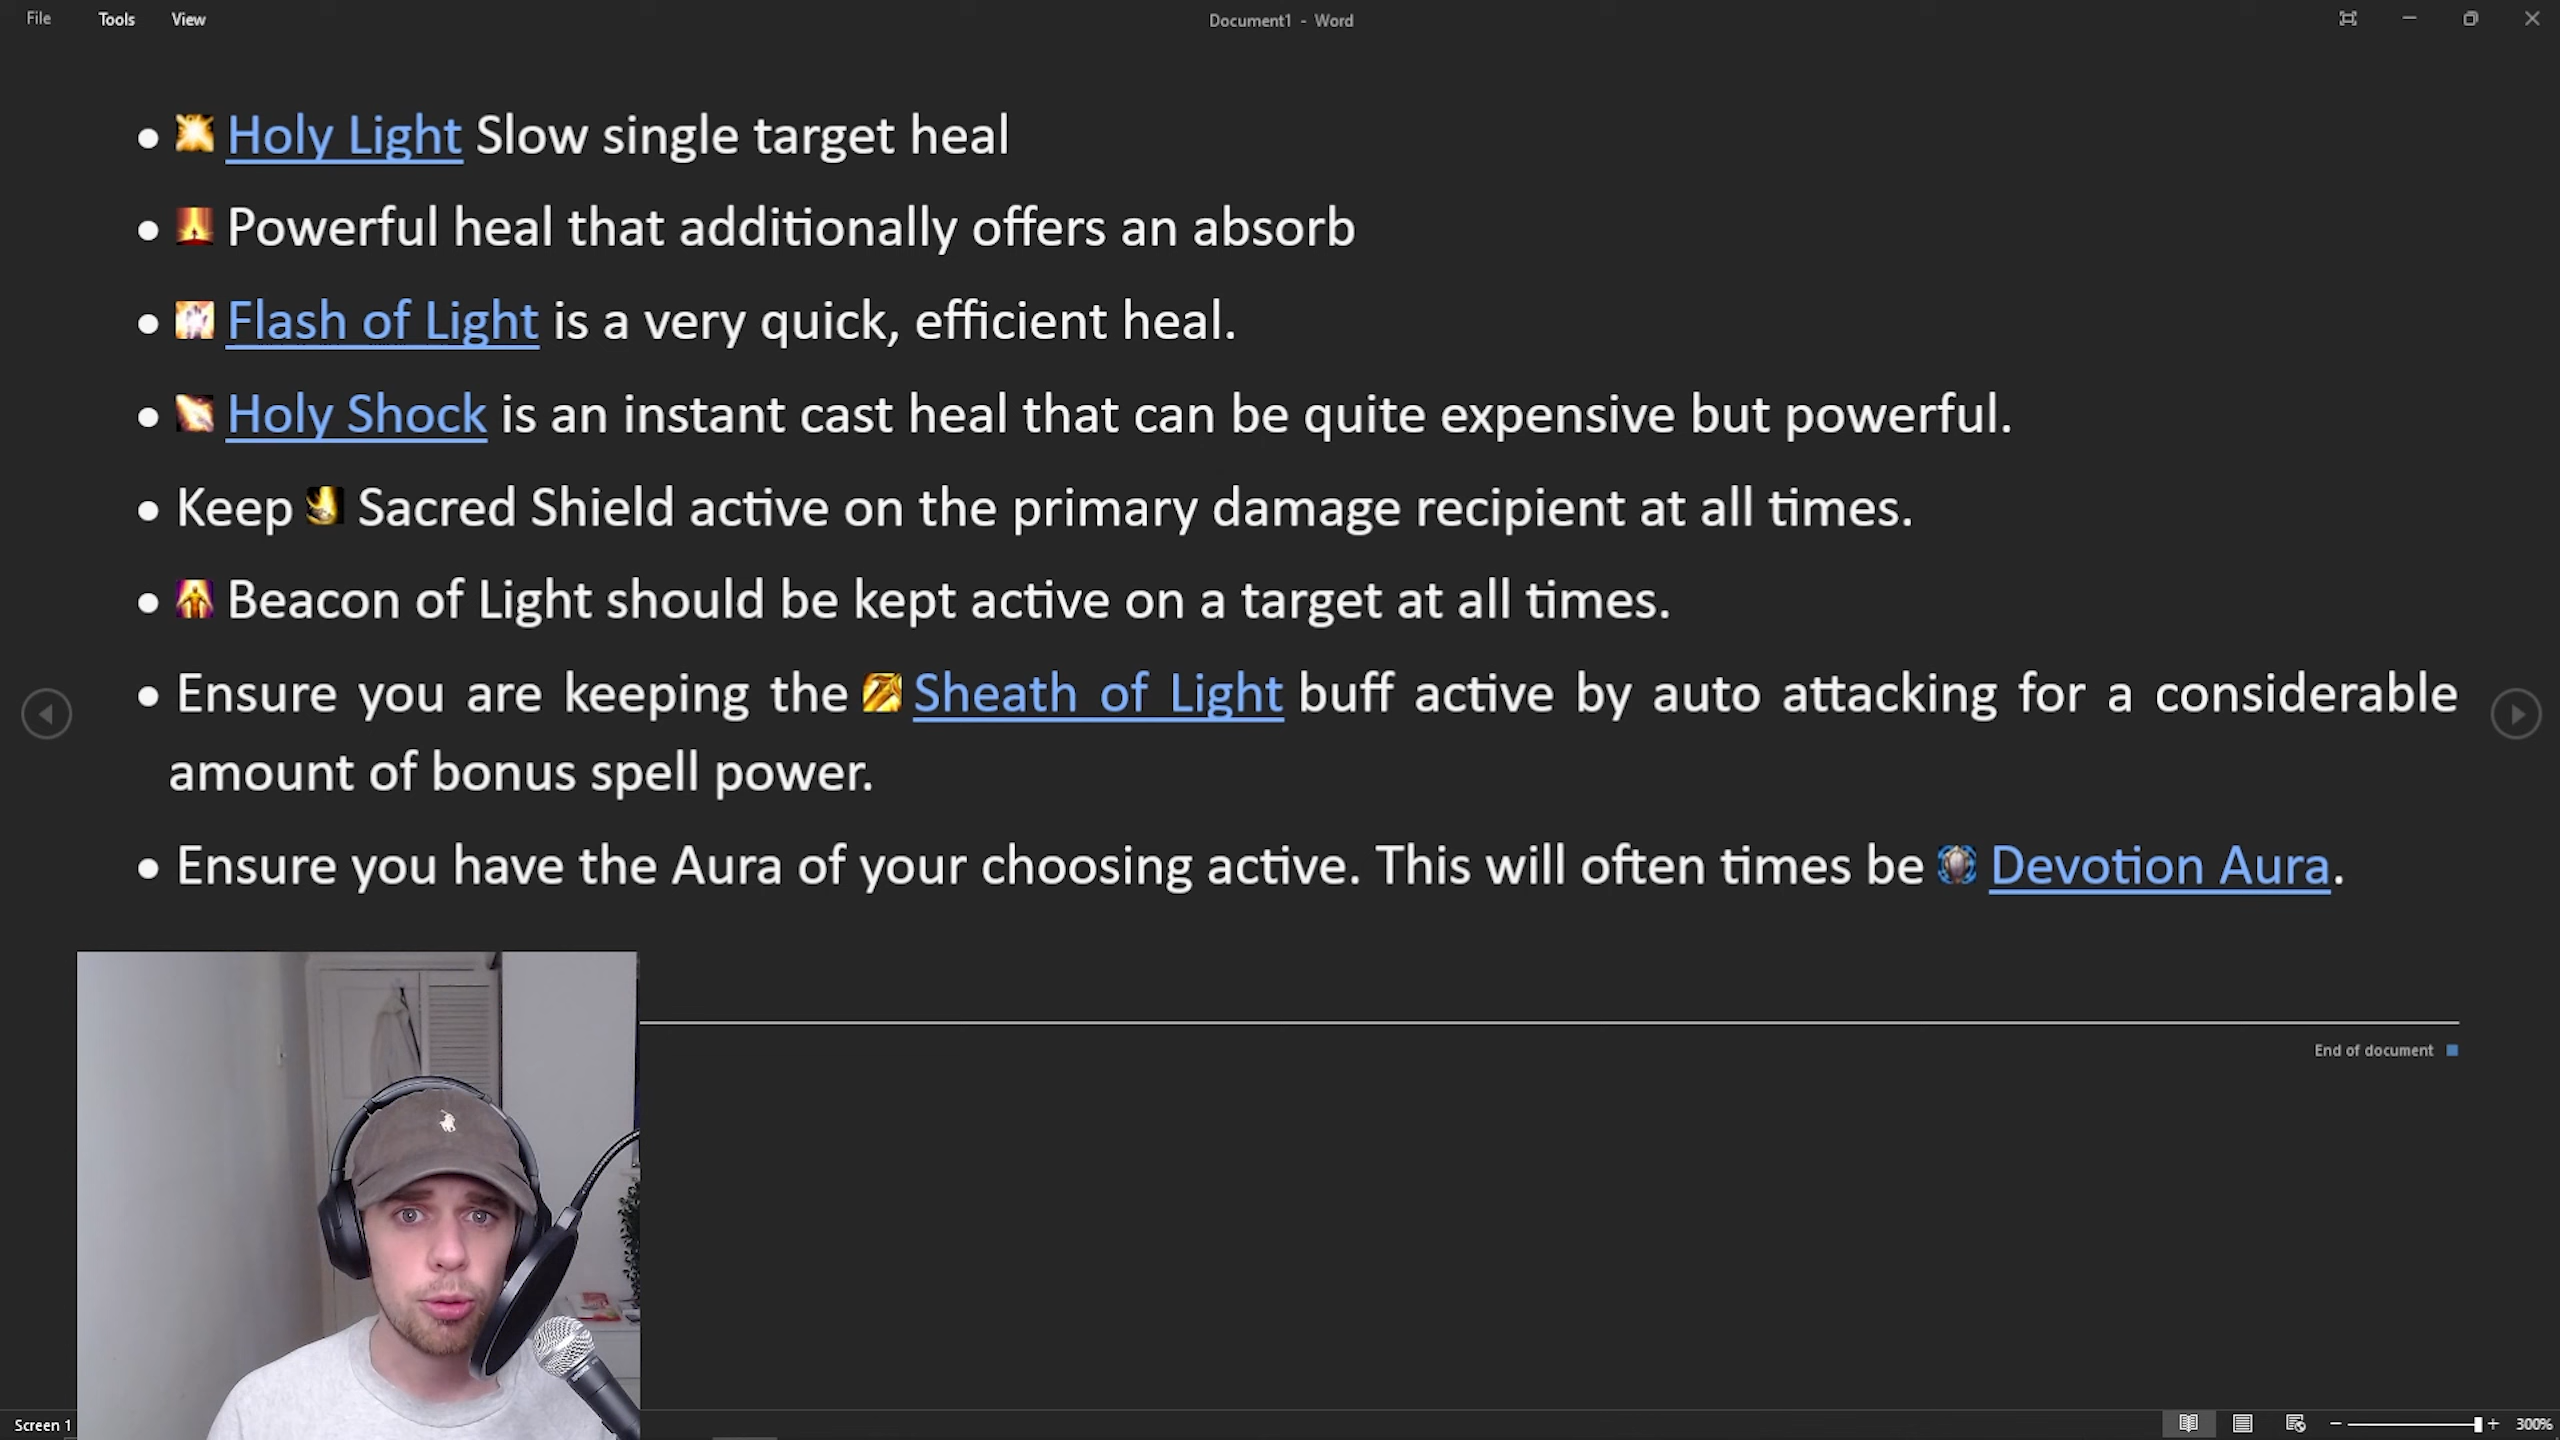 File Tools View Document1 - Word
• Holy Light Slow single target heal
• Powerful heal that additionally offers an absorb
• Flash of Light is a very quick, efficient heal.
• Holy Shock is an instant cast heal that can be quite expensive but powerful.
• Keep Sacred Shield active on the primary damage recipient at all times.
• Beacon of Light should be kept active on a target at all times.
• Ensure you are keeping the Sheath of Light buff active by auto attacking for a considerable
amount of bonus spell power.
• Ensure you have the Aura of your choosing active. This will often times be Devotion Aura.
End of document
Screen 1 300%